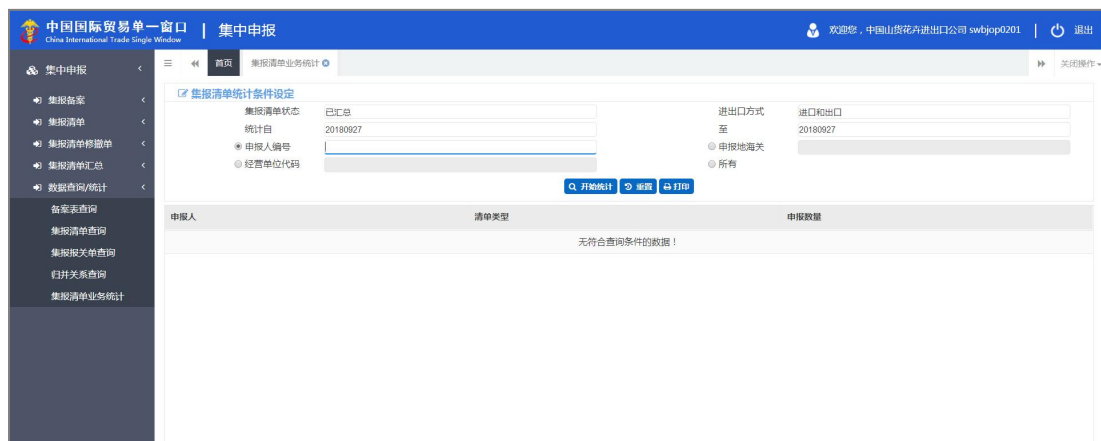 中国国际贸易单一窗口 | 集中申报
China International Trade Single Window
欢迎您，中国山货花卉进出口公司 swbjop0201 | 退出
集中申报
首页 集报清单业务统计 关闭操作
集报备案
集报清单
集报清单修撤单
集报清单汇总
数据查询/统计
备案表查询
集报清单查询
集报报关单查询
归并关系查询
集报清单业务统计
集报清单统计条件设定
集报清单状态 已汇总 进出口方式 进口和出口
统计自 20180927 至 20180927
申报人编号 申报地海关
经营单位代码 所有
开始统计 重置 打印
申报人 清单类型 申报数量
无符合查询条件的数据！